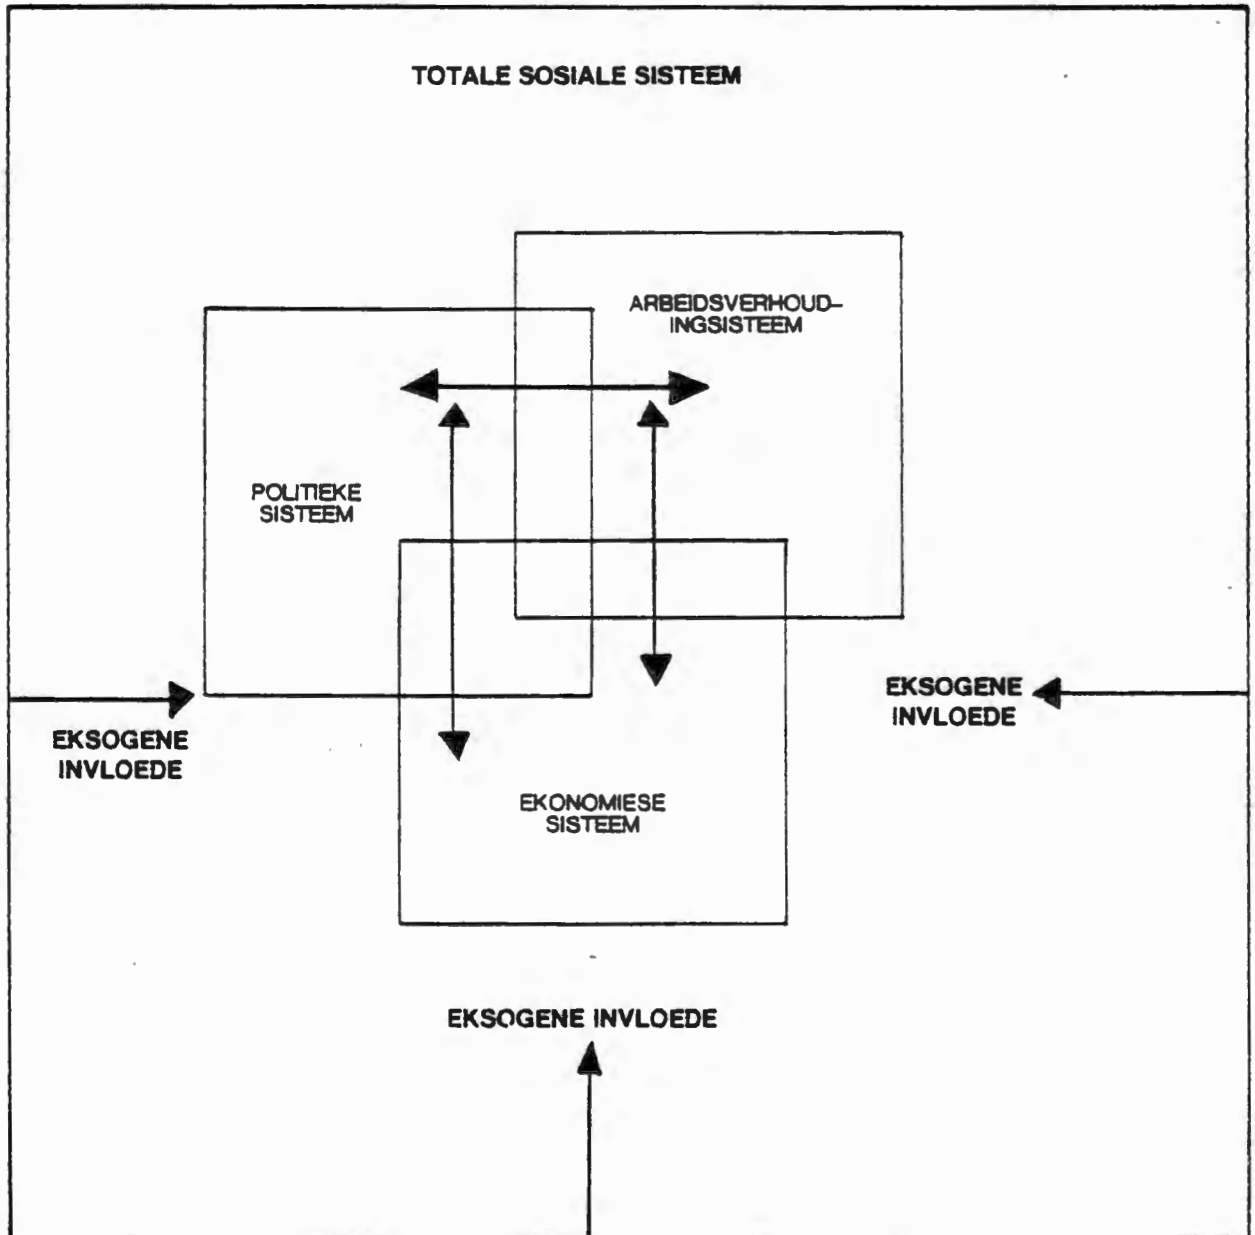 TOTALE SOSIALE SISTEEM
ARBEIDSVERHOUD-
INGSISTEEM
POLITIEKE
SISTEEM
EKSOGENE
INVLOEDE
EKSOGENE
INVLOEDE
EKONOMIESE
SISTEEM
EKSOGENE INVLOEDE